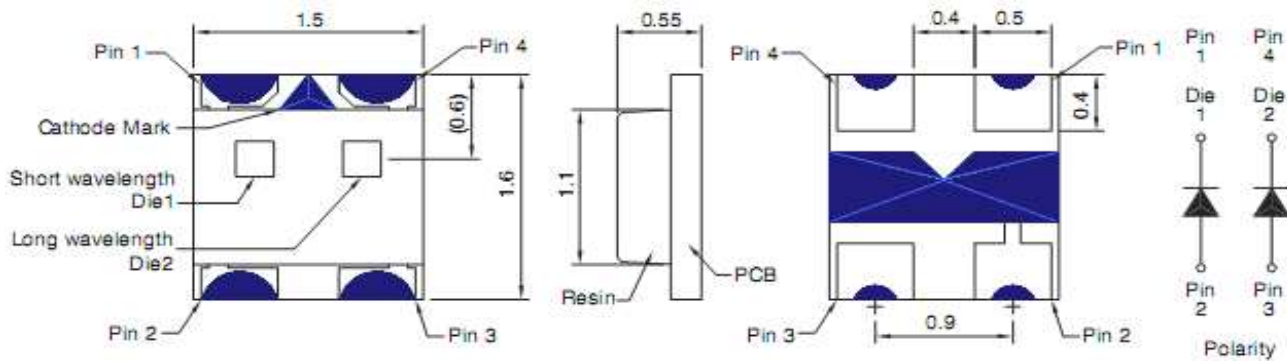 1.5
Pin 1
Pin 4
Cathode Mark
(0.6)
Short wavelength
Die1
1.6
Long wavelength
Die2
Pin 2
Pin 3
0.55
1.1
Resin
PCB
0.4
0.5
Pin 4
Pin 1
0.4
Pin 3
Pin 2
0.9
Pin
1
Pin
4
Die
1
Die
2
Pin
2
Pin
3
Polarity